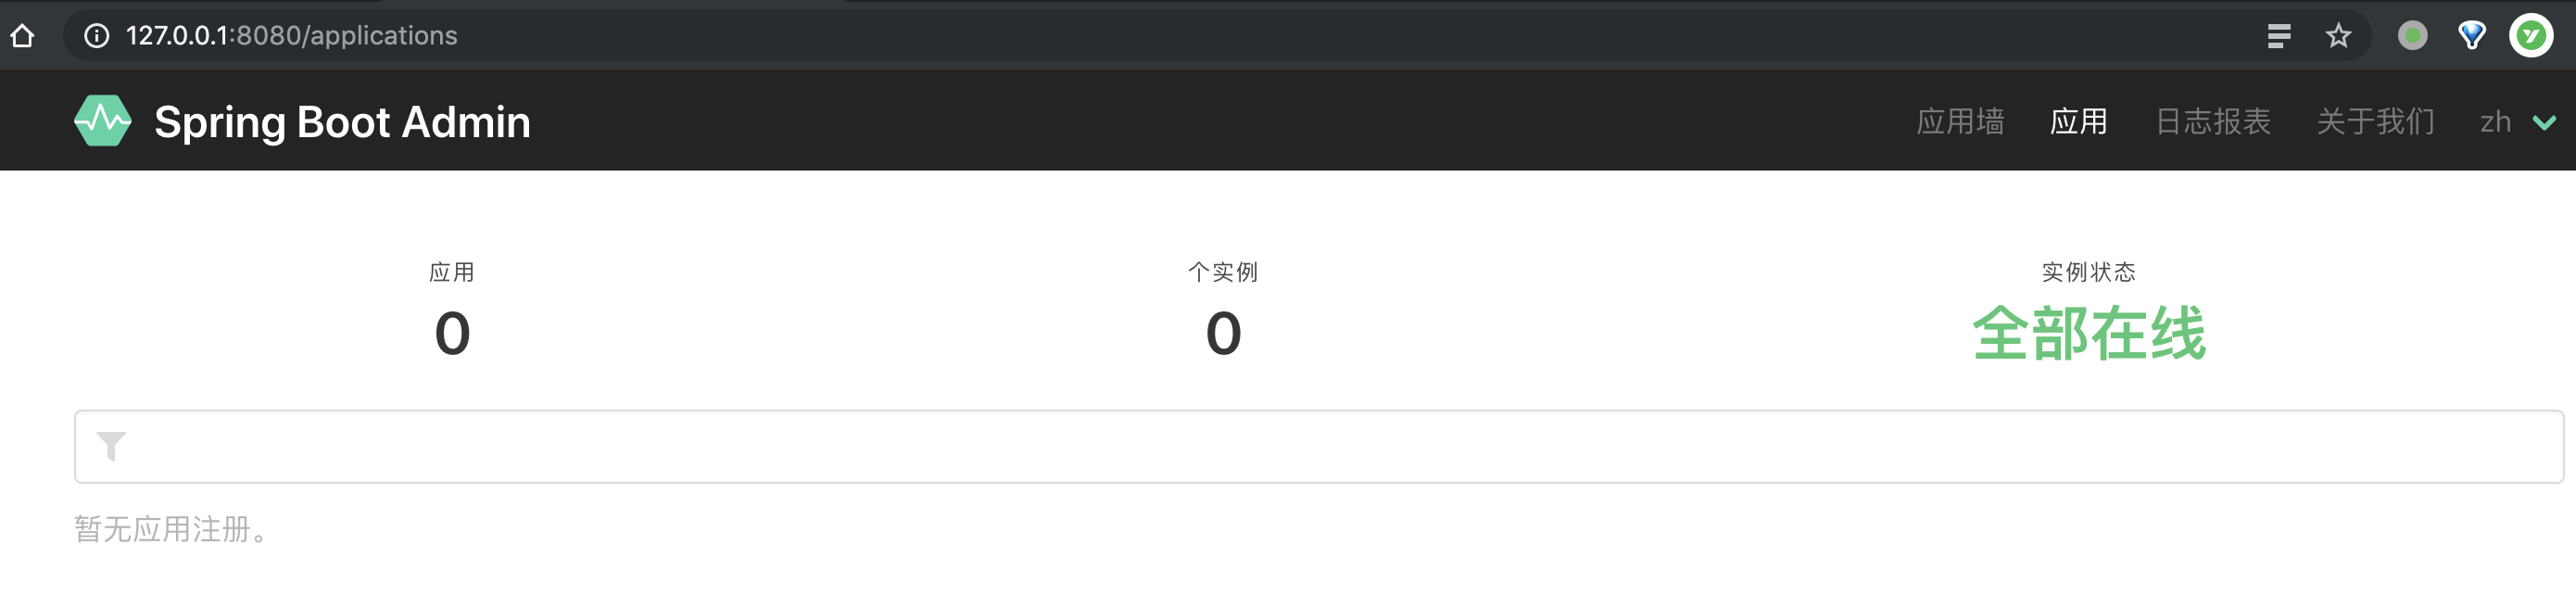 127.0.0.1:8080/applications
Spring Boot Admin 应用墙 应用 日志报表 关于我们 zh
应用 个实例 实例状态
0 0 全部在线
暂无应用注册。